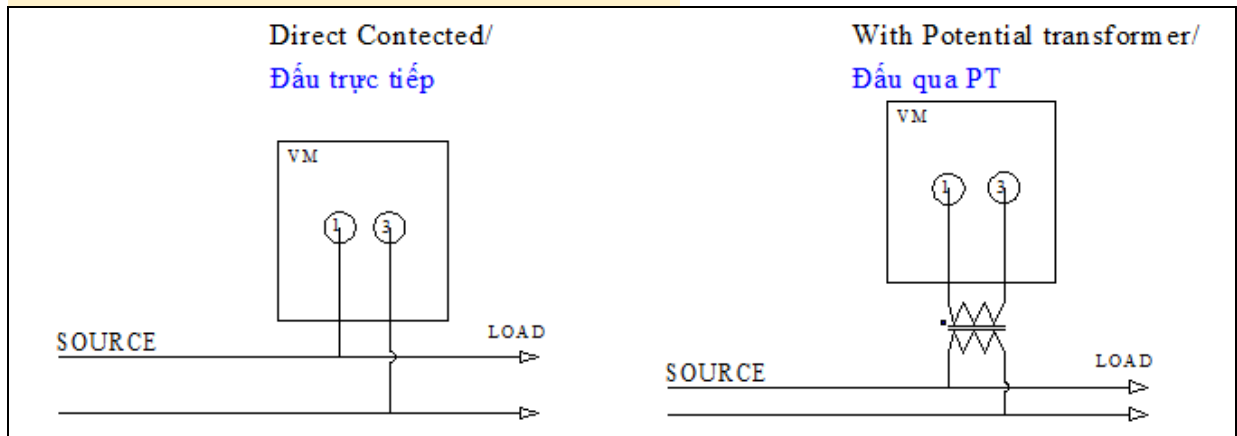 Direct Contected/
Đấu trực tiếp
VM
1 3
SOURCE
LOAD
With Potential transformer/
Đấu qua PT
VM
1 3
SOURCE
LOAD